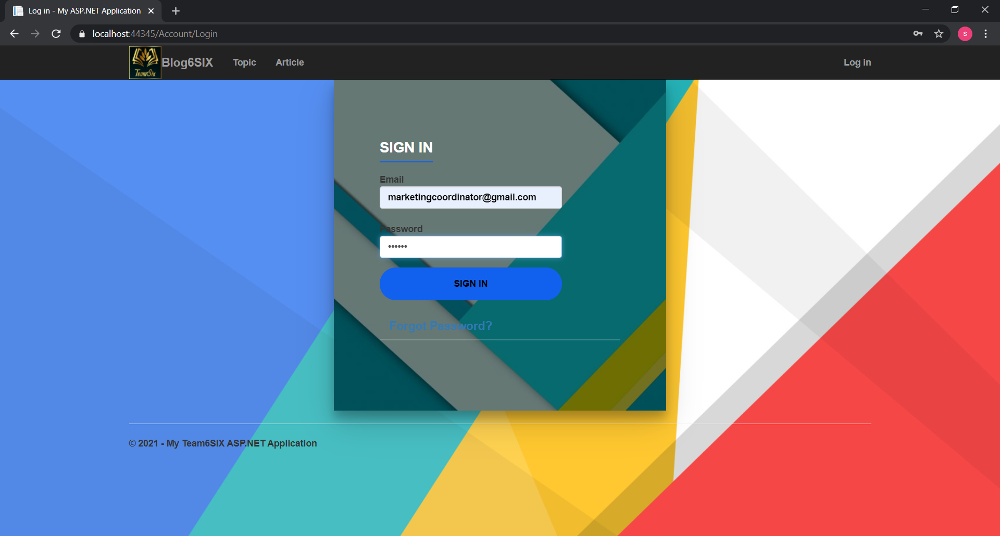 Log in - My ASP.NET Application
localhost:44345/Account/Login
S
TeamSix
Blog6SIX Topic Article Log in
SIGN IN
Email
marketingcoordinator@gmail.com
Password
••••••
SIGN IN
Forgot Password?
© 2021 - My Team6SIX ASP.NET Application